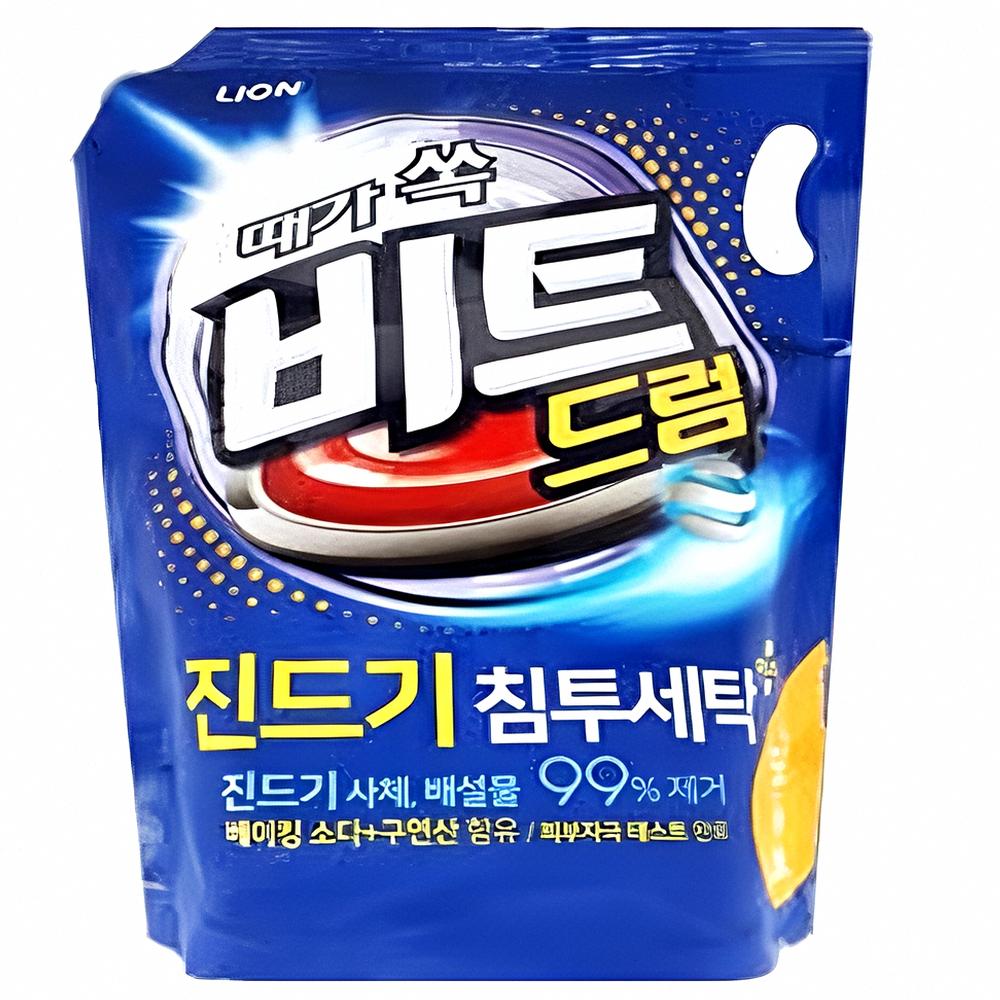 LION
때가 쏙
비트
드럼
진드기 침투세탁
진드기 사체, 배설물 99% 제거
베이킹 소다+구연산 함유 / 피부자극 테스트 완료